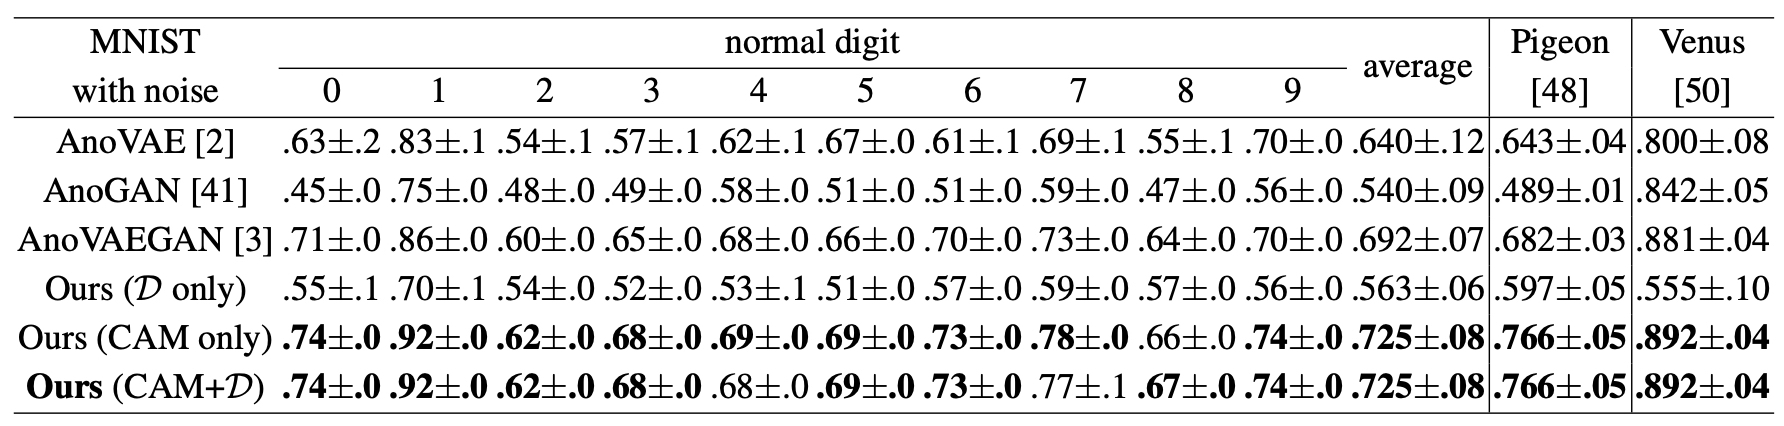 MNIST normal digit average Pigeon Venus
with noise 0 1 2 3 4 5 6 7 8 9 [48] [50]
AnoVAE [2] .63±.2 .83±.1 .54±.1 .57±.1 .62±.1 .67±.0 .61±.1 .69±.1 .55±.1 .70±.0 .640±.12 .643±.04 .800±.08
AnoGAN [41] .45±.0 .75±.0 .48±.0 .49±.0 .58±.0 .51±.0 .51±.0 .59±.0 .47±.0 .56±.0 .540±.09 .489±.01 .842±.05
AnoVAEGAN [3] .71±.0 .86±.0 .60±.0 .65±.0 .68±.0 .66±.0 .70±.0 .73±.0 .64±.0 .70±.0 .692±.07 .682±.03 .881±.04
Ours (𝒟 only) .55±.1 .70±.1 .54±.0 .52±.0 .53±.1 .51±.0 .57±.0 .59±.0 .57±.0 .56±.0 .563±.06 .597±.05 .555±.10
Ours (CAM only) .74±.0 .92±.0 .62±.0 .68±.0 .69±.0 .69±.0 .73±.0 .78±.0 .66±.0 .74±.0 .725±.08 .766±.05 .892±.04
Ours (CAM+𝒟) .74±.0 .92±.0 .62±.0 .68±.0 .68±.0 .69±.0 .73±.0 .77±.1 .67±.0 .74±.0 .725±.08 .766±.05 .892±.04